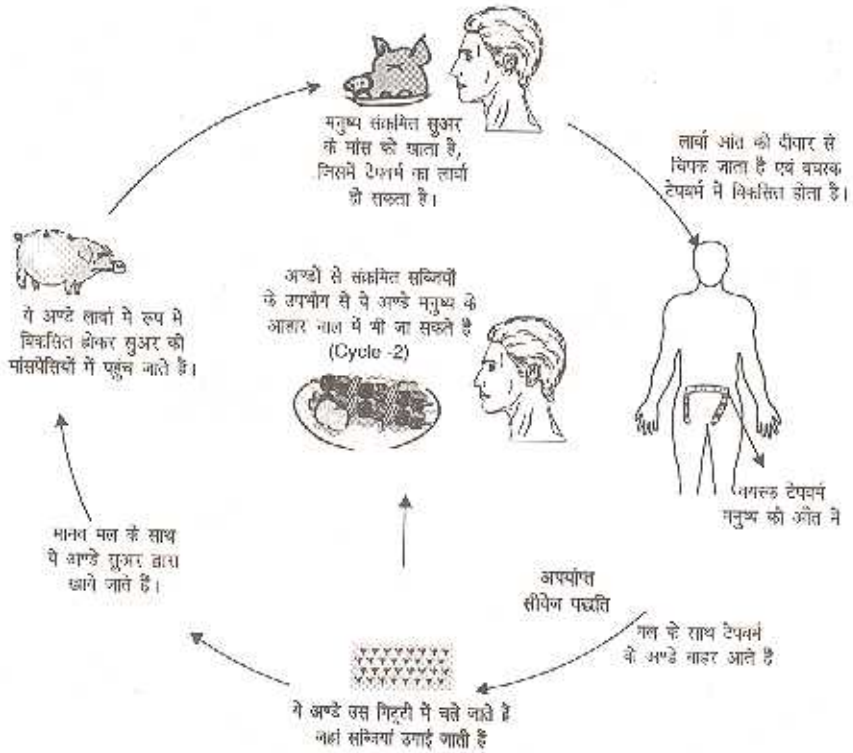 मनुष्य संक्रमित सुअर
के मांस को खाता है,
जिसमें टेपवर्म का लार्वा
हो सकता है।
लार्वा आंत की दीवार से
चिपक जाता है एवं वयस्क
टेपवर्म में विकसित होता है।
वयस्क टेपवर्म
मनुष्य की आँत में
अपर्याप्त
सीवेज पद्धति
मल के साथ टेपवर्म
के अण्डे बाहर आते है
ये अण्डे उस मिट्टी में चले जाते हैं
जहां सब्जियां उगाई जाती हैं
मानव मल के साथ
ये अण्डे सुअर द्वारा
खाये जाते हैं।
ये अण्डे लार्वा में रूप में
विकसित होकर सुअर की
मांसपेसियों में पहुंच जाते हैं।
अण्डों से संक्रमित सब्जियों
के उपभोग से ये अण्डे मनुष्य के
आहार नाल में भी जा सकते हैं
(Cycle -2)